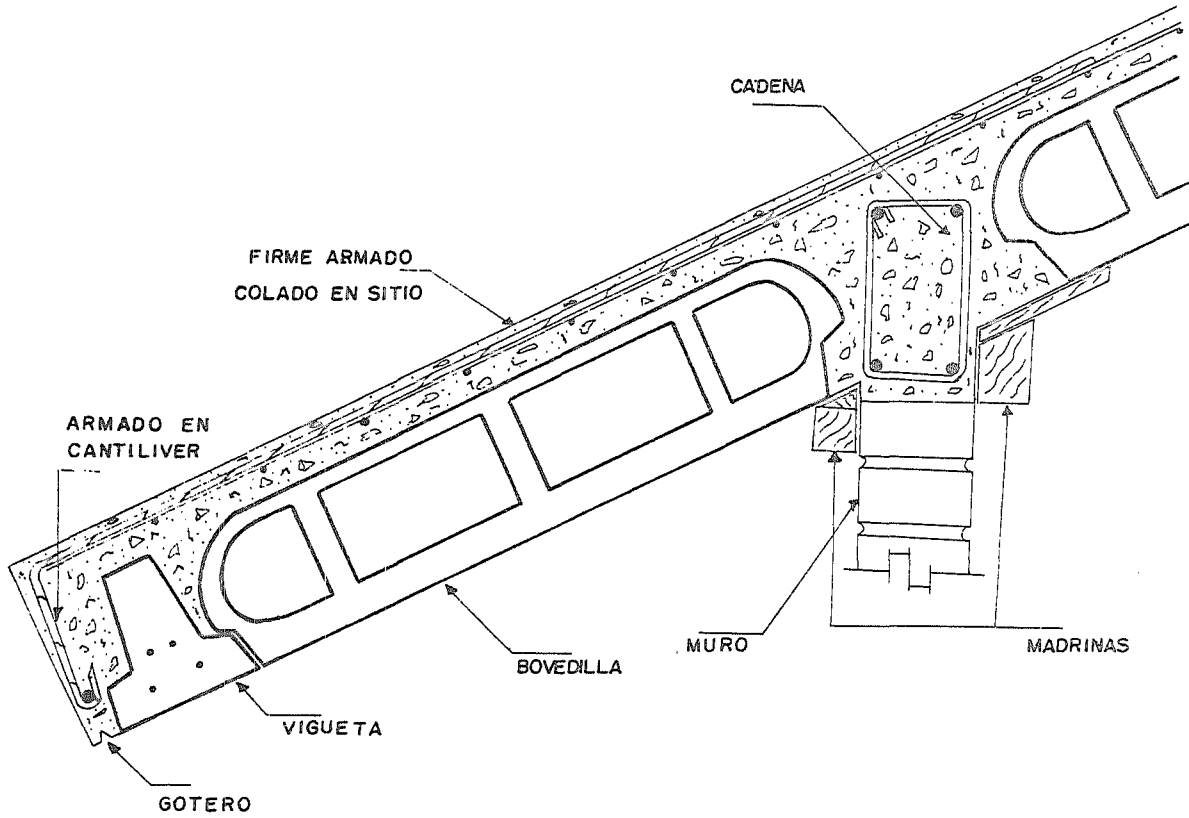 CADENA
FIRME ARMADO
COLADO EN SITIO
ARMADO EN
CANTILIVER
MURO
MADRINAS
BOVEDILLA
VIGUETA
GOTERO